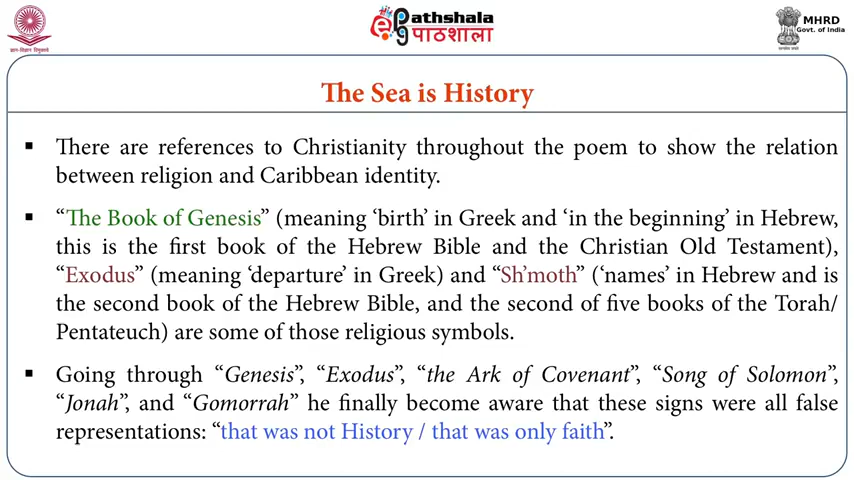 ePathshala
पाठशाला
MHRD
Govt. of India
The Sea is History
▪ There are references to Christianity throughout the poem to show the relation
between religion and Caribbean identity.
▪ “The Book of Genesis” (meaning ‘birth’ in Greek and ‘in the beginning’ in Hebrew,
this is the first book of the Hebrew Bible and the Christian Old Testament),
“Exodus” (meaning ‘departure’ in Greek) and “Sh’moth” (‘names’ in Hebrew and is
the second book of the Hebrew Bible, and the second of five books of the Torah/
Pentateuch) are some of those religious symbols.
▪ Going through “Genesis”, “Exodus”, “the Ark of Covenant”, “Song of Solomon”,
“Jonah”, and “Gomorrah” he finally become aware that these signs were all false
representations: “that was not History / that was only faith”.